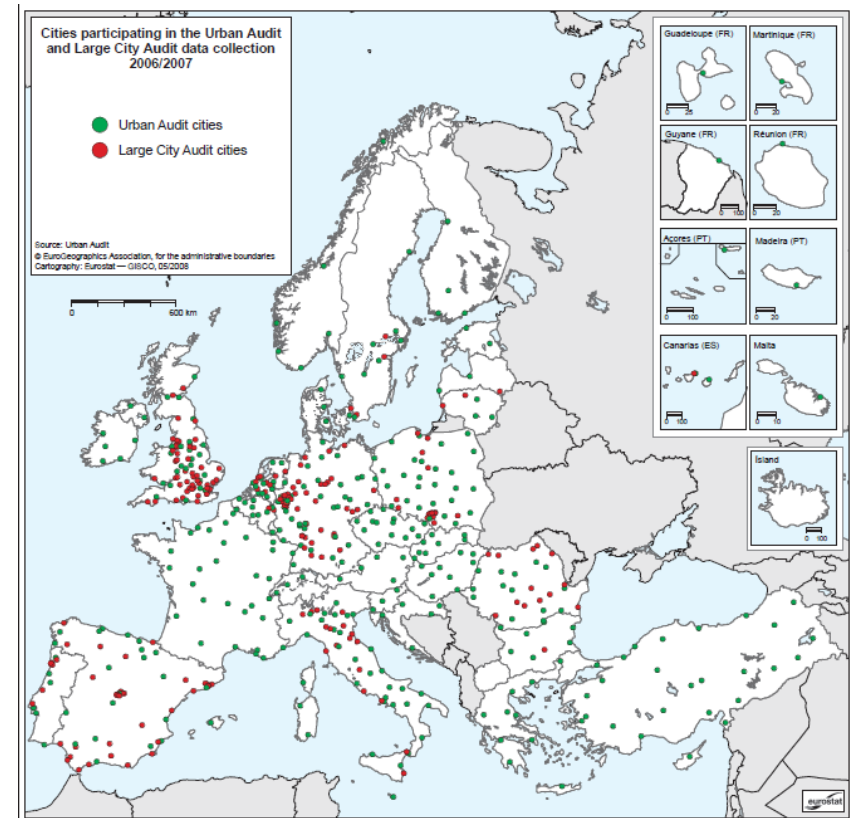 Cities participating in the Urban Audit
and Large City Audit data collection
2006/2007
Urban Audit cities
Large City Audit cities
Source: Urban Audit
© EuroGeographics Association, for the administrative boundaries
Cartography: Eurostat — GISCO, 05/2008
0 600 km
Guadeloupe (FR)
0 25
Martinique (FR)
0 20
Guyane (FR)
0 100
Réunion (FR)
0 20
Açores (PT)
0 100
Madeira (PT)
0 20
Canarias (ES)
0 100
Malta
0 10
Ísland
0 100
eurostat